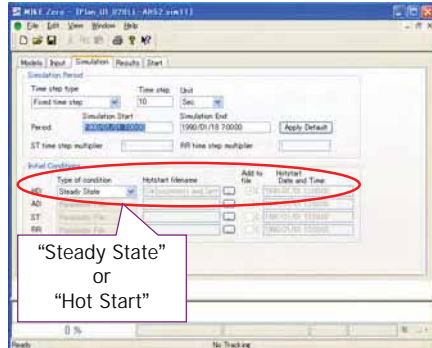 MIKE Zero - [Plan_
File Edit View Window Help
Models Input Simulation Results Start
Simulation Period
Time step type Time step Unit
Fixed time step 10 Sec.
Simulation Start Simulation End
Period 1990/01/18 7:00:00 Apply Default
ST time step multiplier RR time step multiplier
Initial Conditions
Type of condition Hotstart filename Add to file Hotstart Date and Time
HD Steady State
AD
ST
RR
"Steady State"
or
"Hot Start"
0 %
Ready No Tracking